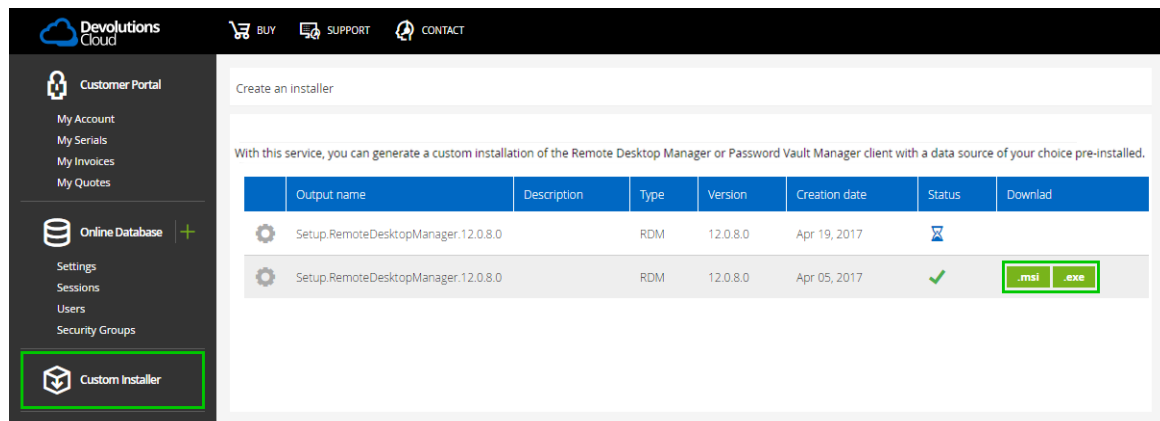 Devolutions
Cloud
BUY SUPPORT CONTACT
Customer Portal
My Account
My Serials
My Invoices
My Quotes
Online Database
Settings
Sessions
Users
Security Groups
Custom Installer
Create an installer
With this service, you can generate a custom installation of the Remote Desktop Manager or Password Vault Manager client with a data source of your choice pre-installed.
Output name Description Type Version Creation date Status Downlad
Setup.RemoteDesktopManager.12.0.8.0 RDM 12.0.8.0 Apr 19, 2017
Setup.RemoteDesktopManager.12.0.8.0 RDM 12.0.8.0 Apr 05, 2017 .msi .exe